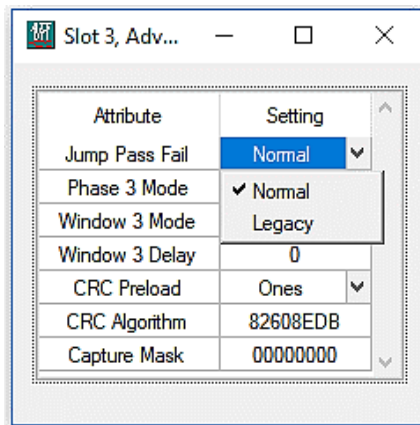 Slot 3, Adv...
Attribute Setting
Jump Pass Fail Normal
Phase 3 Mode Normal
Window 3 Mode Legacy
Window 3 Delay 0
CRC Preload Ones
CRC Algorithm 82608EDB
Capture Mask 00000000